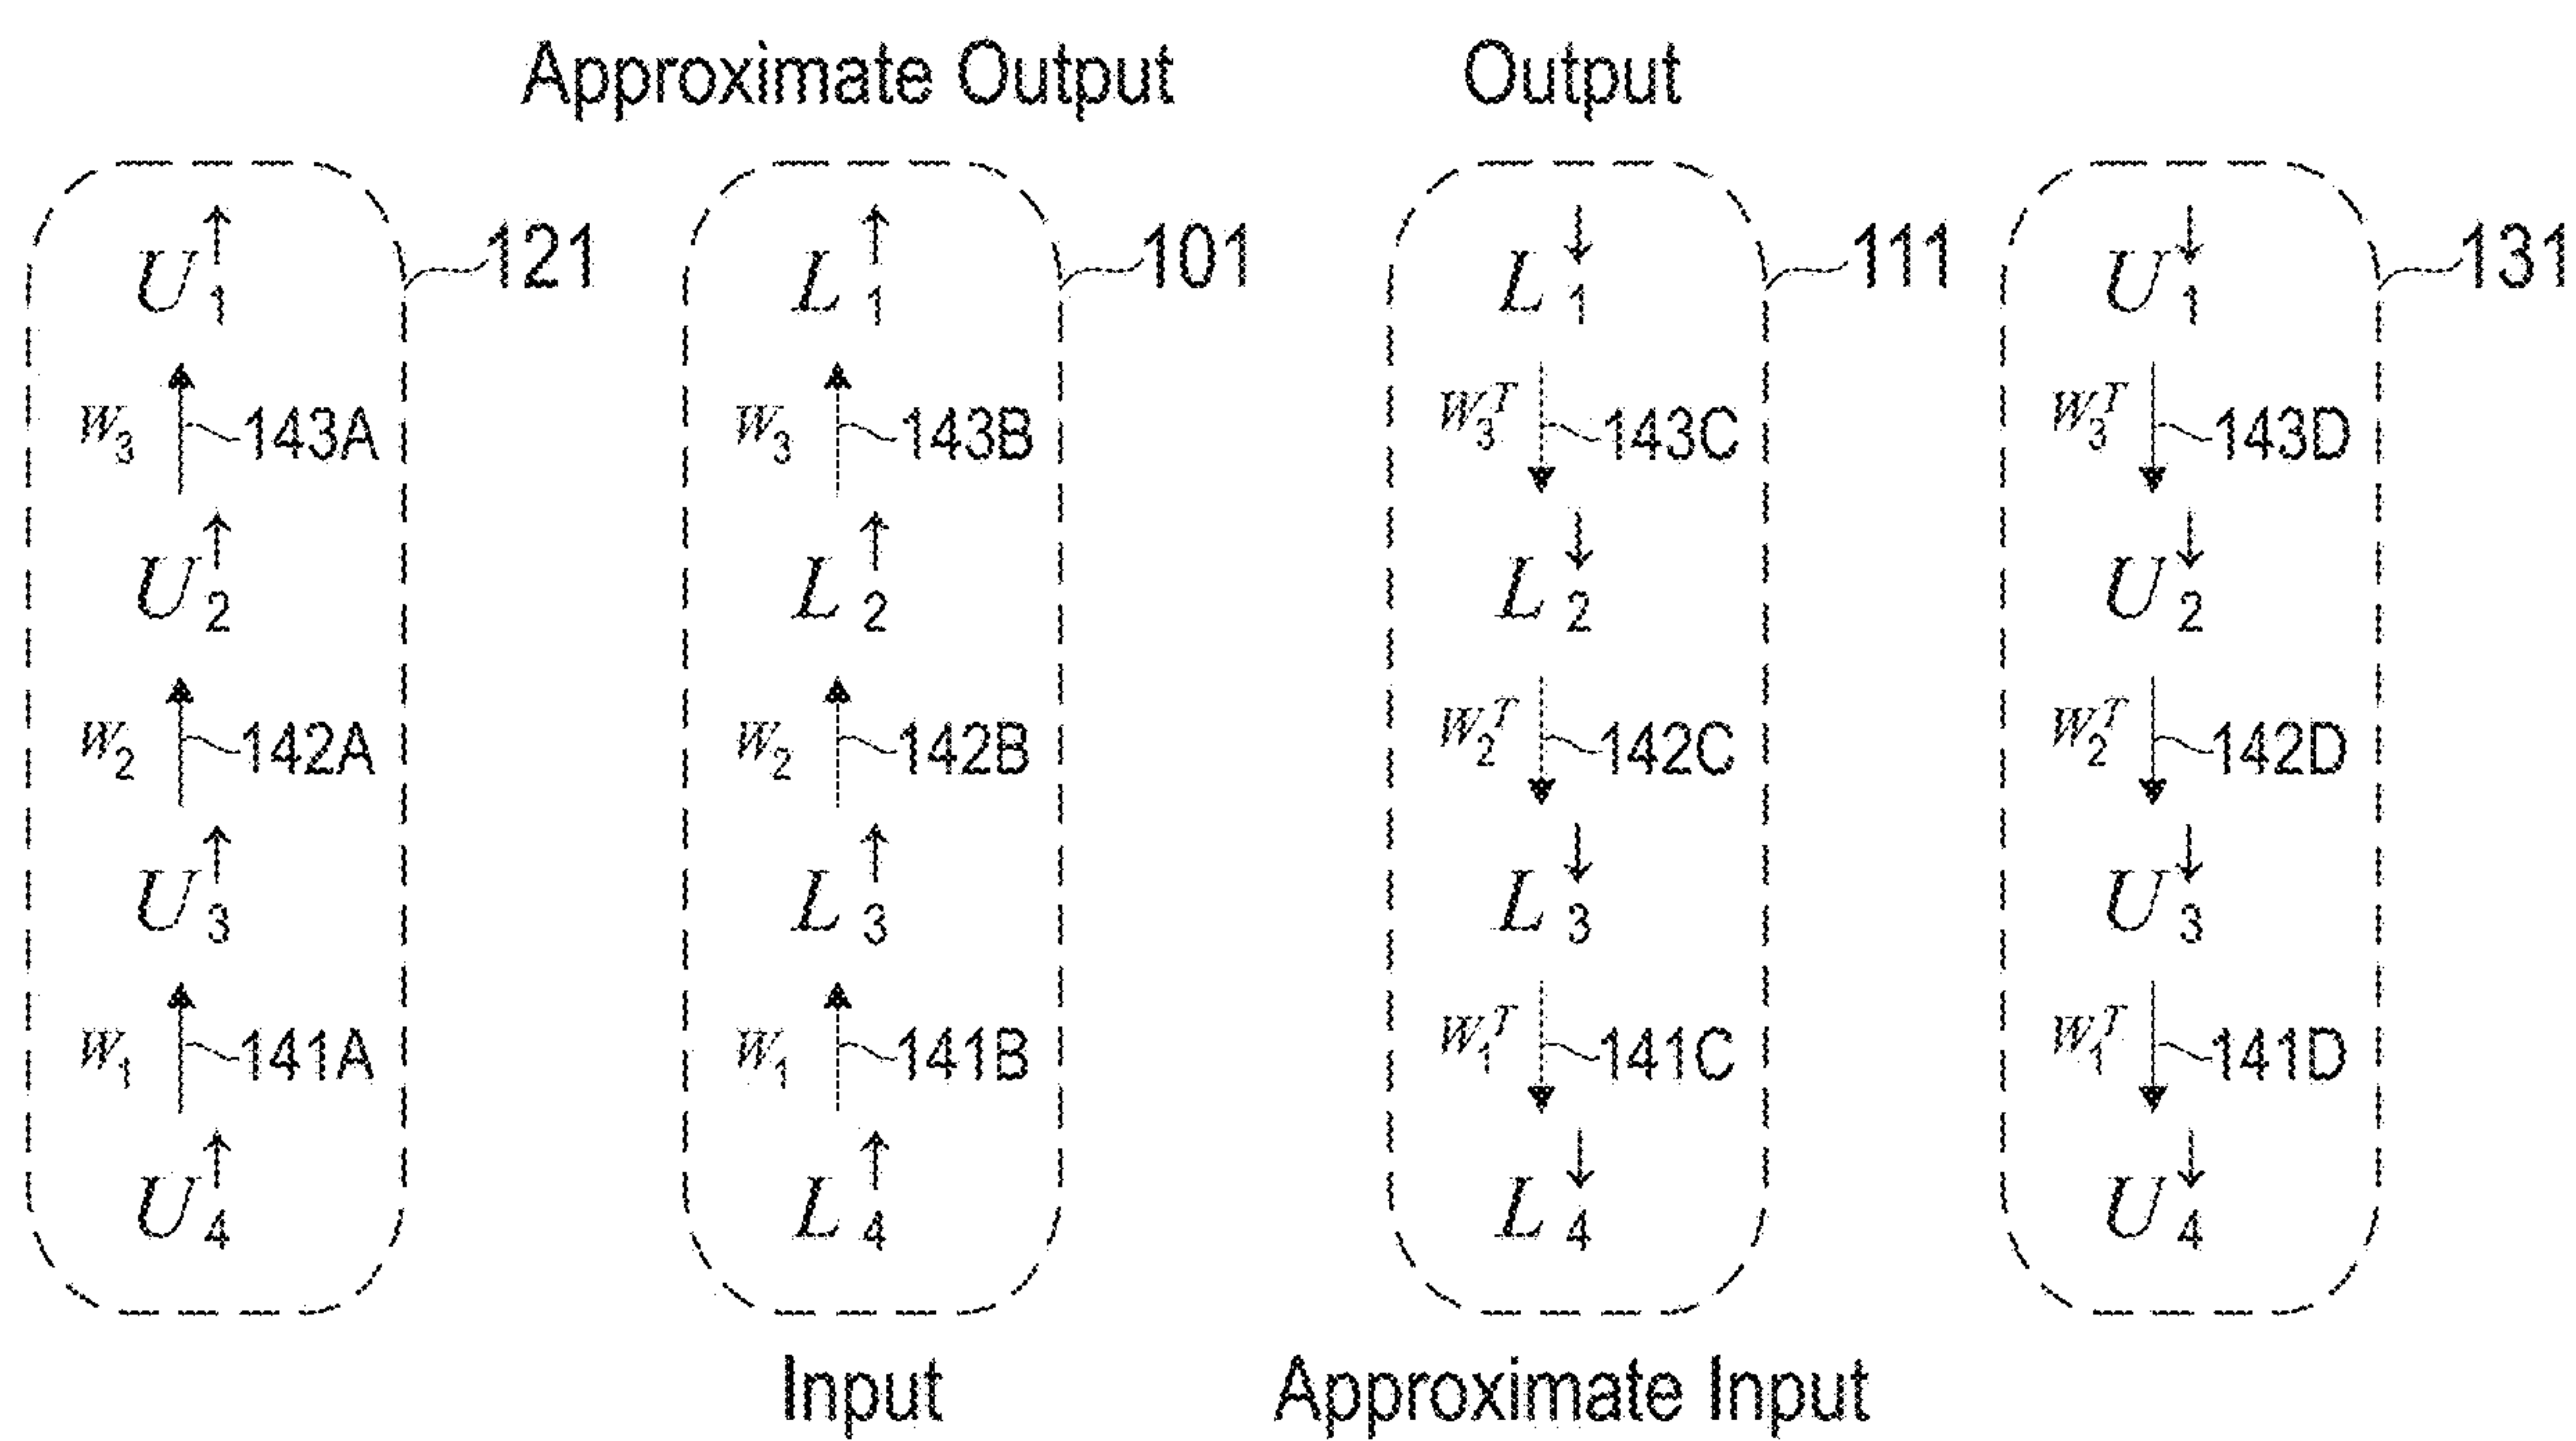 Approximate Output Output
U↑1 121 L↑1 101 L↓1 111 U↓1 131
W3 143A W3 143B W3T 143C W3T 143D
U↑2 L↑2 L↓2 U↓2
W2 142A W2 142B W2T 142C W2T 142D
U↑3 L↑3 L↓3 U↓3
W1 141A W1 141B W1T 141C W1T 141D
U↑4 L↑4 L↓4 U↓4
Input Approximate Input